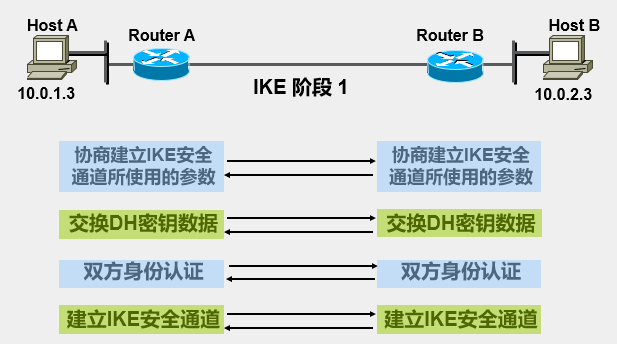 Host A
Router A
Router B
Host B
10.0.1.3
IKE 阶段 1
10.0.2.3
协商建立IKE安全
通道所使用的参数
协商建立IKE安全
通道所使用的参数
交换DH密钥数据
交换DH密钥数据
双方身份认证
双方身份认证
建立IKE安全通道
建立IKE安全通道